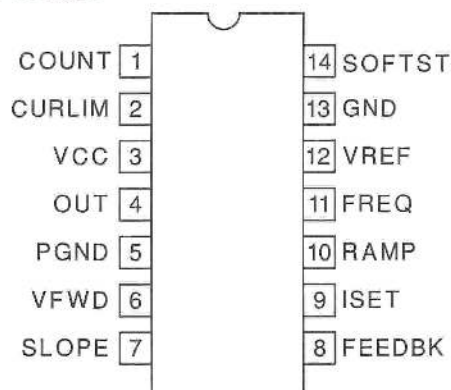 COUNT 1 14 SOFTST
CURLIM 2 13 GND
VCC 3 12 VREF
OUT 4 11 FREQ
PGND 5 10 RAMP
VFWD 6 9 ISET
SLOPE 7 8 FEEDBK